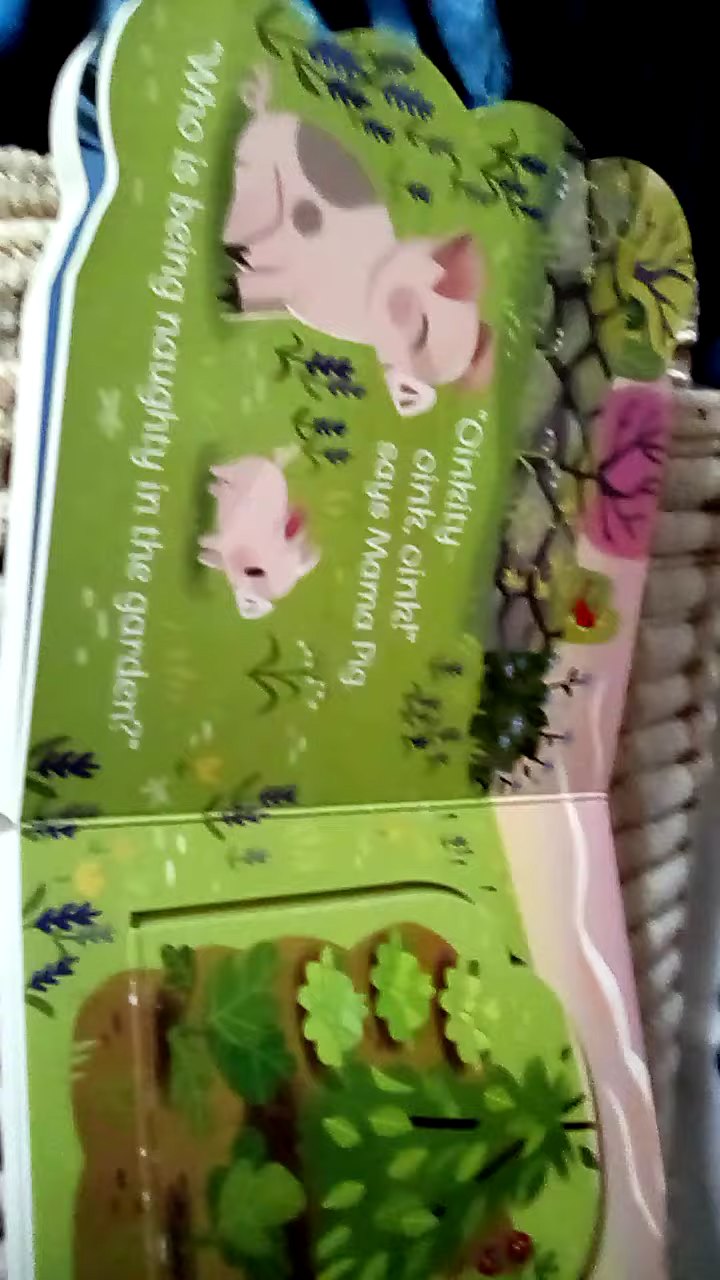 "Oinkity
oink, oink!"
says Mama Pig.
"Who is being naughty in the garden?"